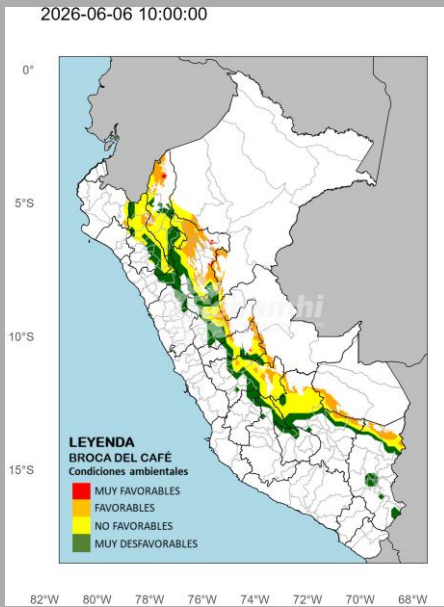 2026-06-06 10:00:00
0°
5°S
10°S
15°S
LEYENDA
BROCA DEL CAFÉ
Condiciones ambientales
MUY FAVORABLES
FAVORABLES
NO FAVORABLES
MUY DESFAVORABLES
82°W 80°W 78°W 76°W 74°W 72°W 70°W 68°W